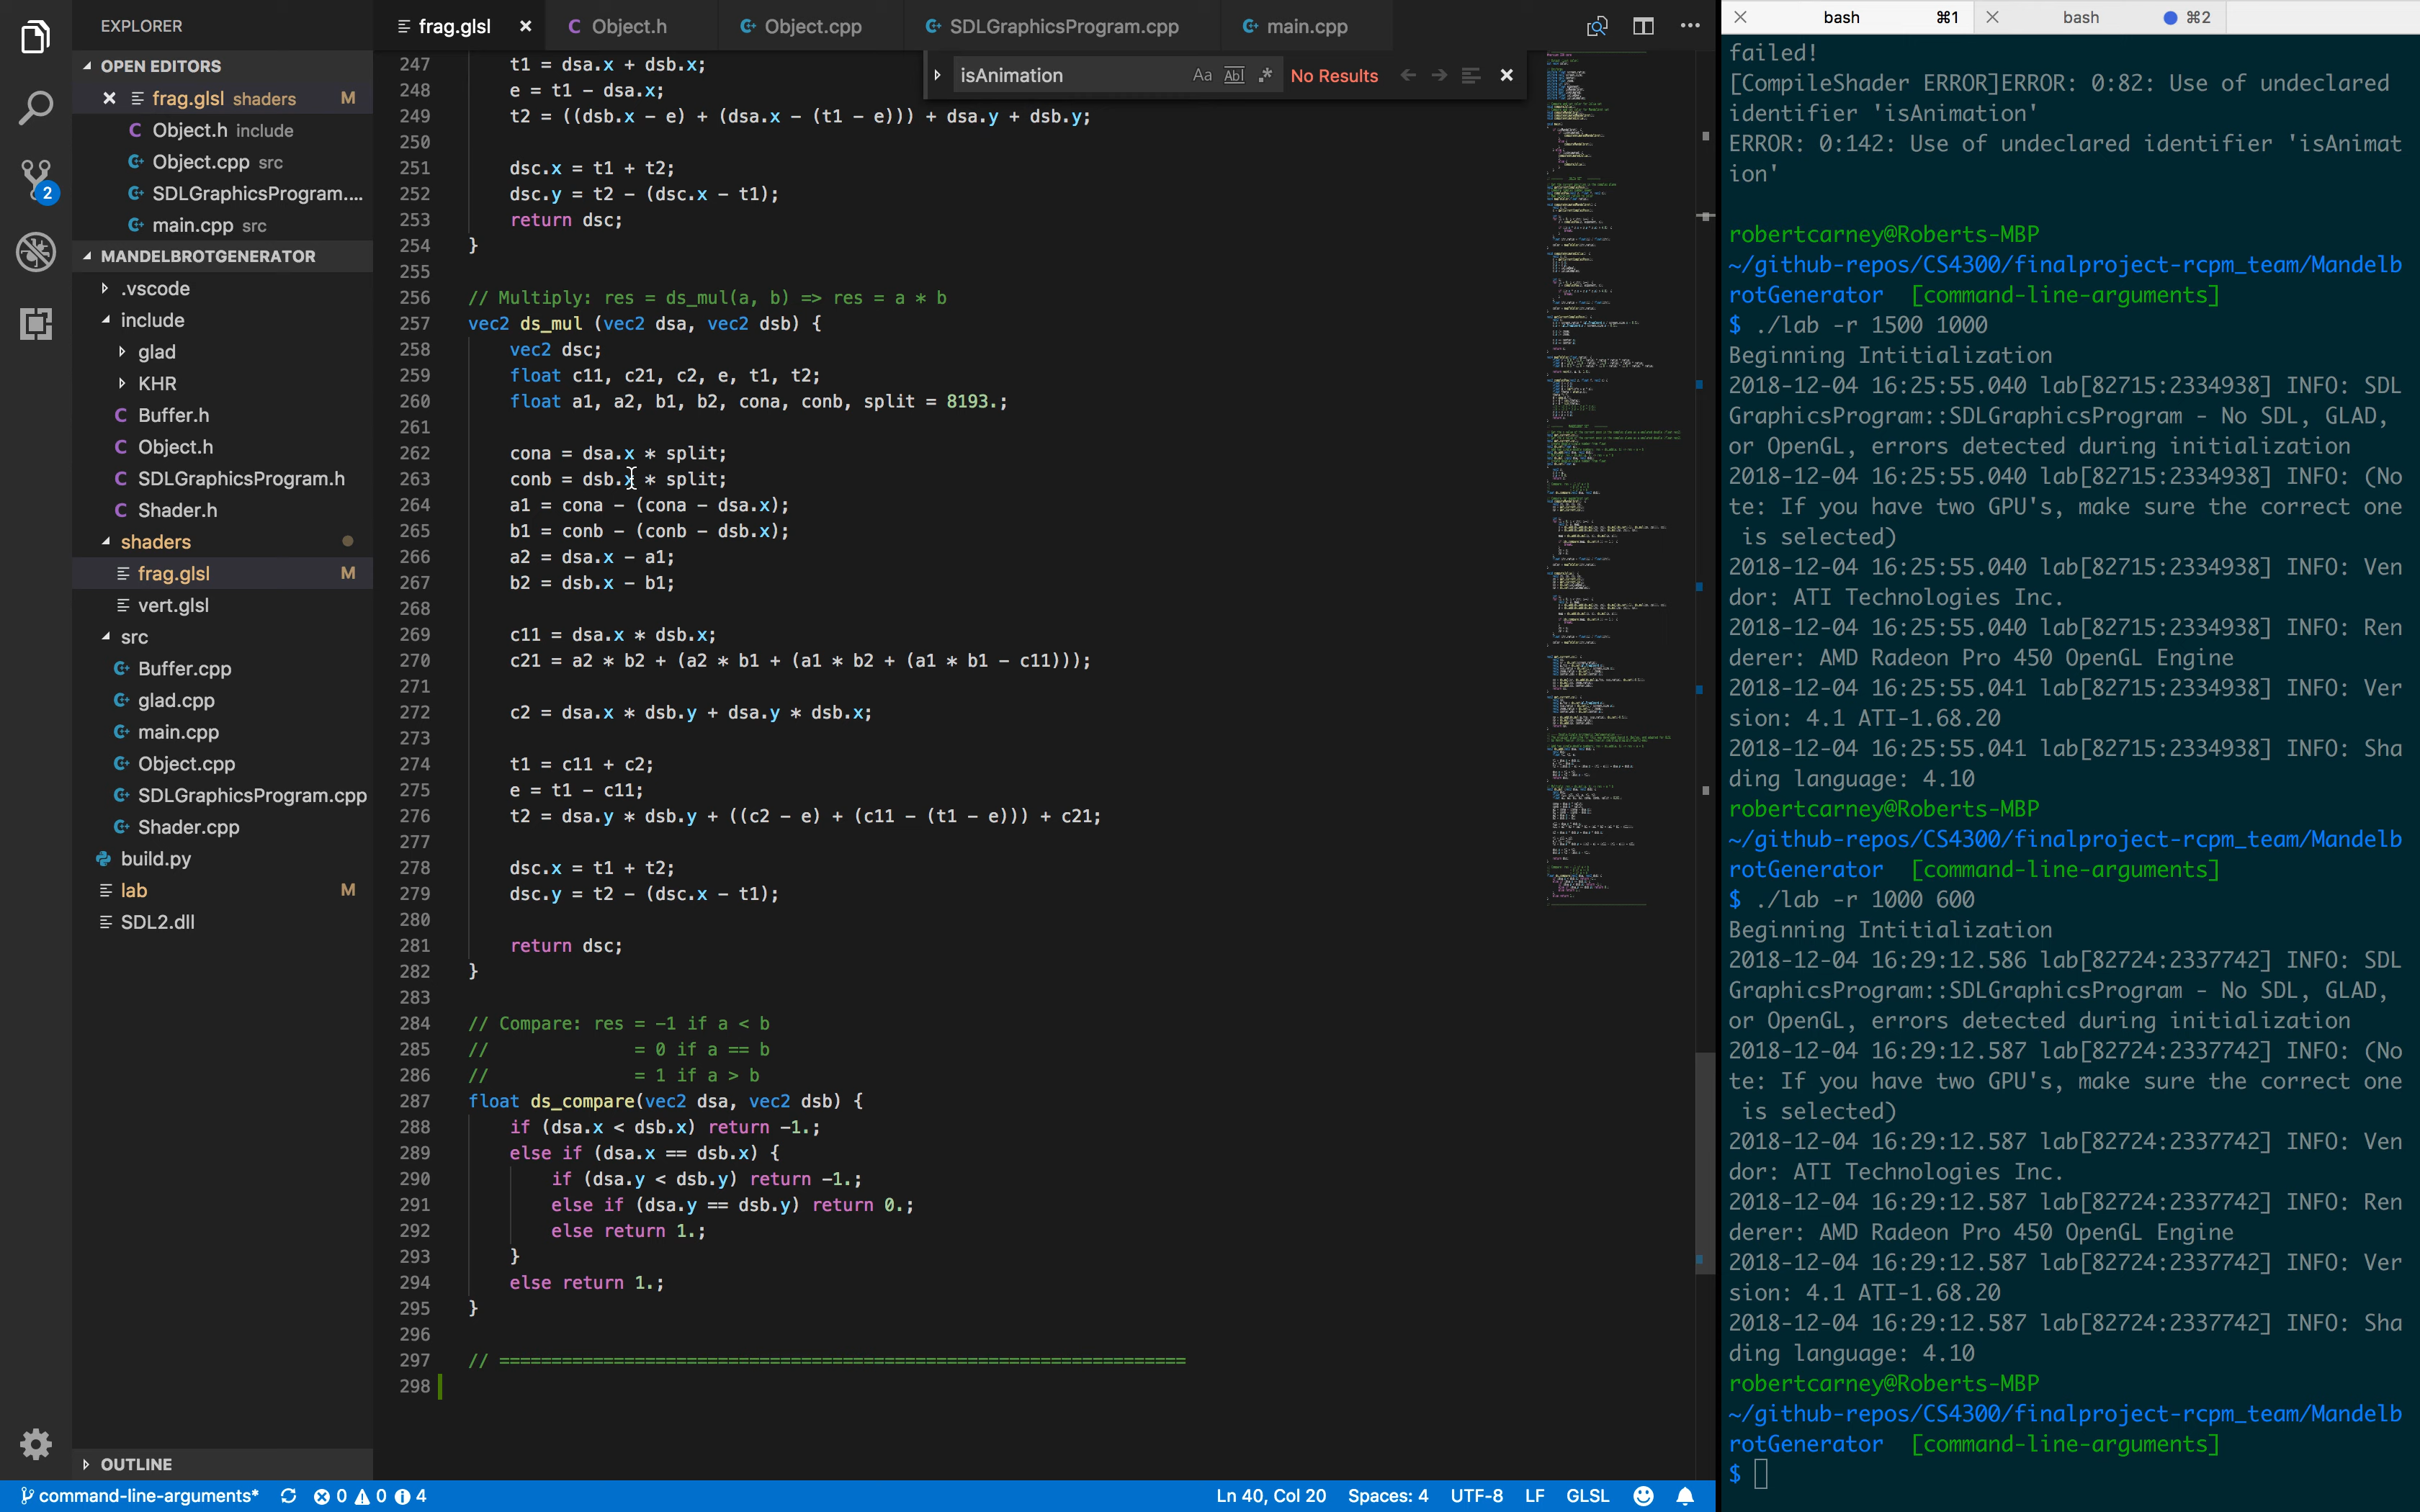 EXPLORER
OPEN EDITORS
frag.glsl shaders M
Object.h include
Object.cpp src
SDLGraphicsProgram....
main.cpp src
MANDELBROTGENERATOR
.vscode
include
glad
KHR
Buffer.h
Object.h
SDLGraphicsProgram.h
Shader.h
shaders
frag.glsl M
vert.glsl
src
Buffer.cpp
glad.cpp
main.cpp
Object.cpp
SDLGraphicsProgram.cpp
Shader.cpp
build.py
lab M
SDL2.dll
OUTLINE
2
frag.glsl Object.h Object.cpp SDLGraphicsProgram.cpp main.cpp
isAnimation Aa Abl .* No Results
247 t1 = dsa.x + dsb.x;
248 e = t1 - dsa.x;
249 t2 = ((dsb.x - e) + (dsa.x - (t1 - e))) + dsa.y + dsb.y;
250
251 dsc.x = t1 + t2;
252 dsc.y = t2 - (dsc.x - t1);
253 return dsc;
254 }
255
256 // Multiply: res = ds_mul(a, b) => res = a * b
257 vec2 ds_mul (vec2 dsa, vec2 dsb) {
258 vec2 dsc;
259 float c11, c21, c2, e, t1, t2;
260 float a1, a2, b1, b2, cona, conb, split = 8193.;
261
262 cona = dsa.x * split;
263 conb = dsb.x * split;
264 a1 = cona - (cona - dsa.x);
265 b1 = conb - (conb - dsb.x);
266 a2 = dsa.x - a1;
267 b2 = dsb.x - b1;
268
269 c11 = dsa.x * dsb.x;
270 c21 = a2 * b2 + (a2 * b1 + (a1 * b2 + (a1 * b1 - c11)));
271
272 c2 = dsa.x * dsb.y + dsa.y * dsb.x;
273
274 t1 = c11 + c2;
275 e = t1 - c11;
276 t2 = dsa.y * dsb.y + ((c2 - e) + (c11 - (t1 - e))) + c21;
277
278 dsc.x = t1 + t2;
279 dsc.y = t2 - (dsc.x - t1);
280
281 return dsc;
282 }
283
284 // Compare: res = -1 if a < b
285 // = 0 if a == b
286 // = 1 if a > b
287 float ds_compare(vec2 dsa, vec2 dsb) {
288 if (dsa.x < dsb.x) return -1.;
289 else if (dsa.x == dsb.x) {
290 if (dsa.y < dsb.y) return -1.;
291 else if (dsa.y == dsb.y) return 0.;
292 else return 1.;
293 }
294 else return 1.;
295 }
296
297 // ==================================================================
298
bash ⌘1 bash ⌘2
failed!
[CompileShader ERROR]ERROR: 0:82: Use of undeclared
identifier 'isAnimation'
ERROR: 0:142: Use of undeclared identifier 'isAnimat
ion'
robertcarney@Roberts-MBP
~/github-repos/CS4300/finalproject-rcpm_team/Mandelb
rotGenerator [command-line-arguments]
$ ./lab -r 1500 1000
Beginning Intitialization
2018-12-04 16:25:55.040 lab[82715:2334938] INFO: SDL
GraphicsProgram::SDLGraphicsProgram - No SDL, GLAD,
or OpenGL, errors detected during initialization
2018-12-04 16:25:55.040 lab[82715:2334938] INFO: (No
te: If you have two GPU's, make sure the correct one
is selected)
2018-12-04 16:25:55.040 lab[82715:2334938] INFO: Ven
dor: ATI Technologies Inc.
2018-12-04 16:25:55.040 lab[82715:2334938] INFO: Ren
derer: AMD Radeon Pro 450 OpenGL Engine
2018-12-04 16:25:55.041 lab[82715:2334938] INFO: Ver
sion: 4.1 ATI-1.68.20
2018-12-04 16:25:55.041 lab[82715:2334938] INFO: Sha
ding language: 4.10
robertcarney@Roberts-MBP
~/github-repos/CS4300/finalproject-rcpm_team/Mandelb
rotGenerator [command-line-arguments]
$ ./lab -r 1000 600
Beginning Intitialization
2018-12-04 16:29:12.586 lab[82724:2337742] INFO: SDL
GraphicsProgram::SDLGraphicsProgram - No SDL, GLAD,
or OpenGL, errors detected during initialization
2018-12-04 16:29:12.587 lab[82724:2337742] INFO: (No
te: If you have two GPU's, make sure the correct one
is selected)
2018-12-04 16:29:12.587 lab[82724:2337742] INFO: Ven
dor: ATI Technologies Inc.
2018-12-04 16:29:12.587 lab[82724:2337742] INFO: Ren
derer: AMD Radeon Pro 450 OpenGL Engine
2018-12-04 16:29:12.587 lab[82724:2337742] INFO: Ver
sion: 4.1 ATI-1.68.20
2018-12-04 16:29:12.587 lab[82724:2337742] INFO: Sha
ding language: 4.10
robertcarney@Roberts-MBP
~/github-repos/CS4300/finalproject-rcpm_team/Mandelb
rotGenerator [command-line-arguments]
$
command-line-arguments* 0 0 4 Ln 40, Col 20 Spaces: 4 UTF-8 LF GLSL